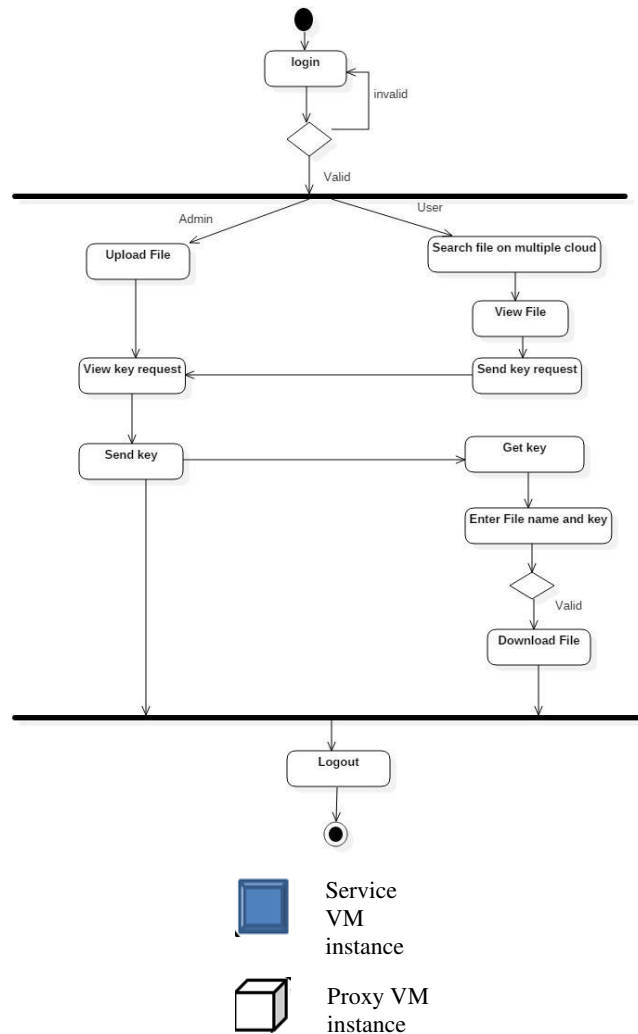 login
invalid
Valid
Admin
User
Upload File
Search file on multiple cloud
View File
View key request
Send key request
Send key
Get key
Enter File name and key
Valid
Download File
Logout
Service
VM
instance
Proxy VM
instance